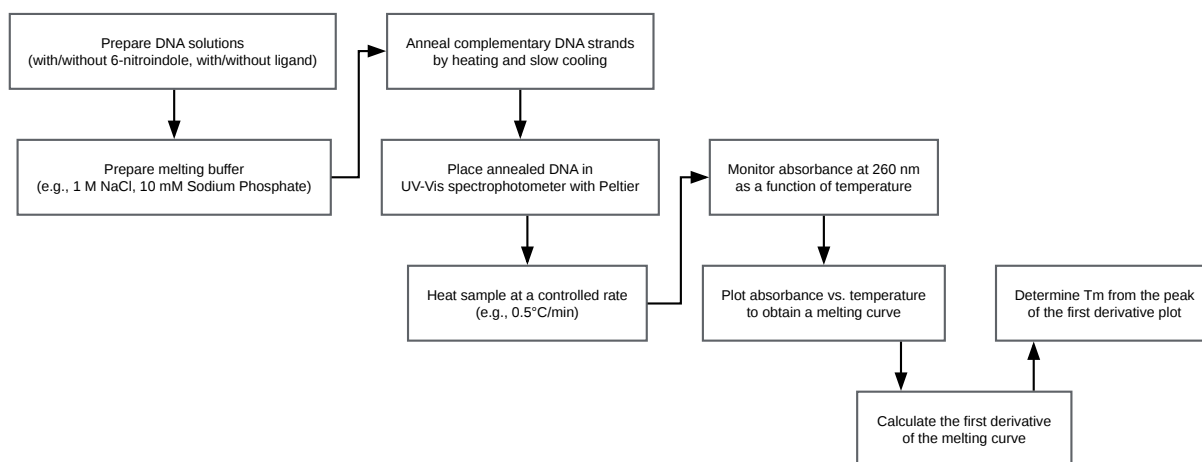 Prepare DNA solutions
(with/without 6-nitroindole, with/without ligand)
Prepare melting buffer
(e.g., 1 M NaCl, 10 mM Sodium Phosphate)
Anneal complementary DNA strands
by heating and slow cooling
Place annealed DNA in
UV-Vis spectrophotometer with Peltier
Heat sample at a controlled rate
(e.g., 0.5°C/min)
Monitor absorbance at 260 nm
as a function of temperature
Plot absorbance vs. temperature
to obtain a melting curve
Calculate the first derivative
of the melting curve
Determine Tm from the peak
of the first derivative plot